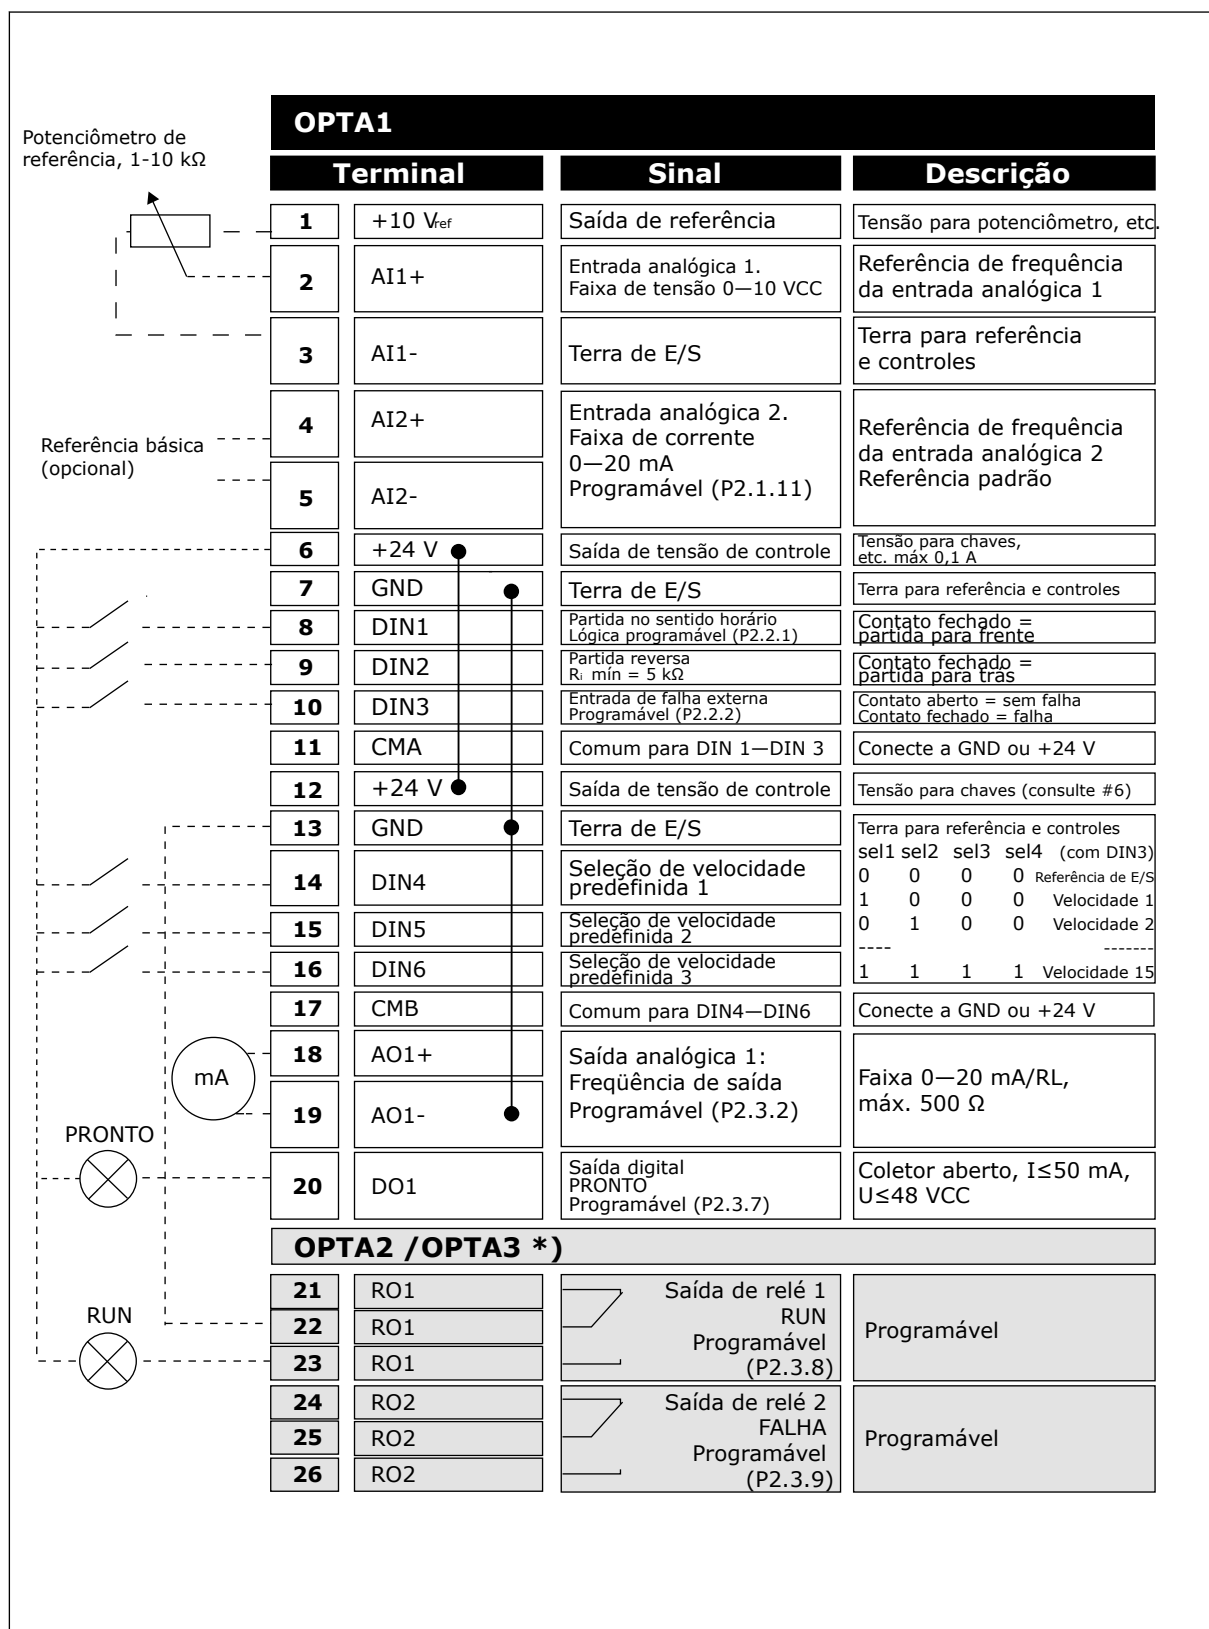 Potenciômetro de
referência, 1-10 kΩ
OPTA1
Terminal Sinal Descrição
1 +10 Vref Saída de referência Tensão para potenciômetro, etc.
2 AI1+ Entrada analógica 1.
Faixa de tensão 0—10 VCC
Referência de frequência
da entrada analógica 1
3 AI1- Terra de E/S Terra para referência
e controles
Referência básica
(opcional)
4 AI2+
5 AI2-
Entrada analógica 2.
Faixa de corrente
0—20 mA
Programável (P2.1.11)
Referência de frequência
da entrada analógica 2
Referência padrão
6 +24 V Saída de tensão de controle Tensão para chaves,
etc. máx 0,1 A
7 GND Terra de E/S Terra para referência e controles
8 DIN1 Partida no sentido horário
Lógica programável (P2.2.1)
Contato fechado =
partida para frente
9 DIN2 Partida reversa
Ri mín = 5 kΩ
Contato fechado =
partida para trás
10 DIN3 Entrada de falha externa
Programável (P2.2.2)
Contato aberto = sem falha
Contato fechado = falha
11 CMA Comum para DIN 1—DIN 3 Conecte a GND ou +24 V
12 +24 V Saída de tensão de controle Tensão para chaves (consulte #6)
13 GND Terra de E/S Terra para referência e controles
14 DIN4 Seleção de velocidade
predefinida 1
15 DIN5 Seleção de velocidade
predefinida 2
16 DIN6 Seleção de velocidade
predefinida 3
sel1 sel2 sel3 sel4 (com DIN3)
0 0 0 0 Referência de E/S
1 0 0 0 Velocidade 1
0 1 0 0 Velocidade 2
---- -------
1 1 1 1 Velocidade 15
17 CMB Comum para DIN4—DIN6 Conecte a GND ou +24 V
mA
18 AO1+
19 AO1-
Saída analógica 1:
Freqüência de saída
Programável (P2.3.2)
Faixa 0—20 mA/RL,
máx. 500 Ω
PRONTO
20 DO1 Saída digital
PRONTO
Programável (P2.3.7)
Coletor aberto, I≤50 mA,
U≤48 VCC
OPTA2 /OPTA3 *)
RUN
21 RO1
22 RO1
23 RO1
Saída de relé 1
RUN
Programável
(P2.3.8)
Programável
24 RO2
25 RO2
26 RO2
Saída de relé 2
FALHA
Programável
(P2.3.9)
Programável